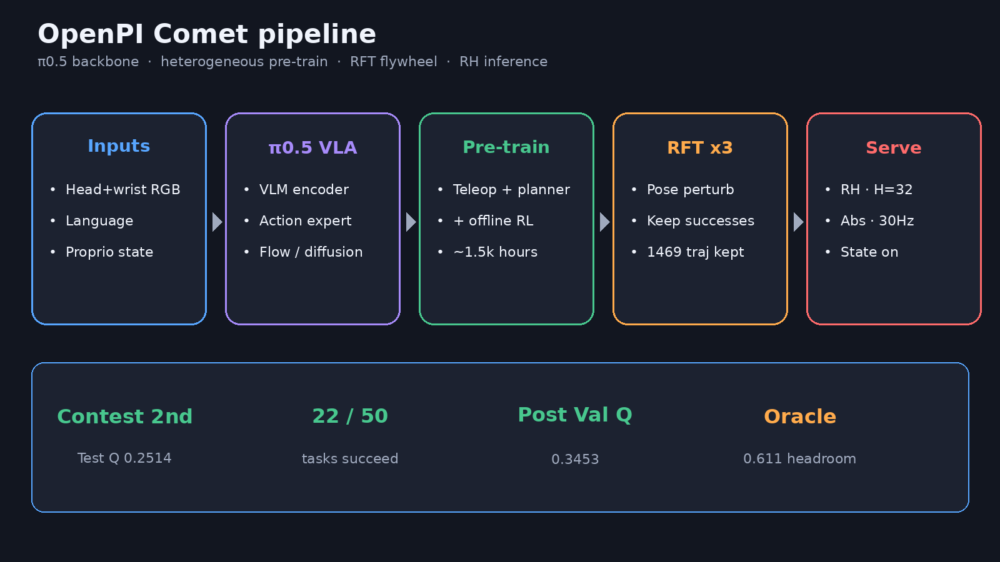 OpenPI Comet pipeline
π0.5 backbone · heterogeneous pre-train · RFT flywheel · RH inference
Inputs
• Head+wrist RGB
• Language
• Proprio state
π0.5 VLA
• VLM encoder
• Action expert
• Flow / diffusion
Pre-train
• Teleop + planner
• + offline RL
• ~1.5k hours
RFT x3
• Pose perturb
• Keep successes
• 1469 traj kept
Serve
• RH · H=32
• Abs · 30Hz
• State on
Contest 2nd
Test Q 0.2514
22 / 50
tasks succeed
Post Val Q
0.3453
Oracle
0.611 headroom